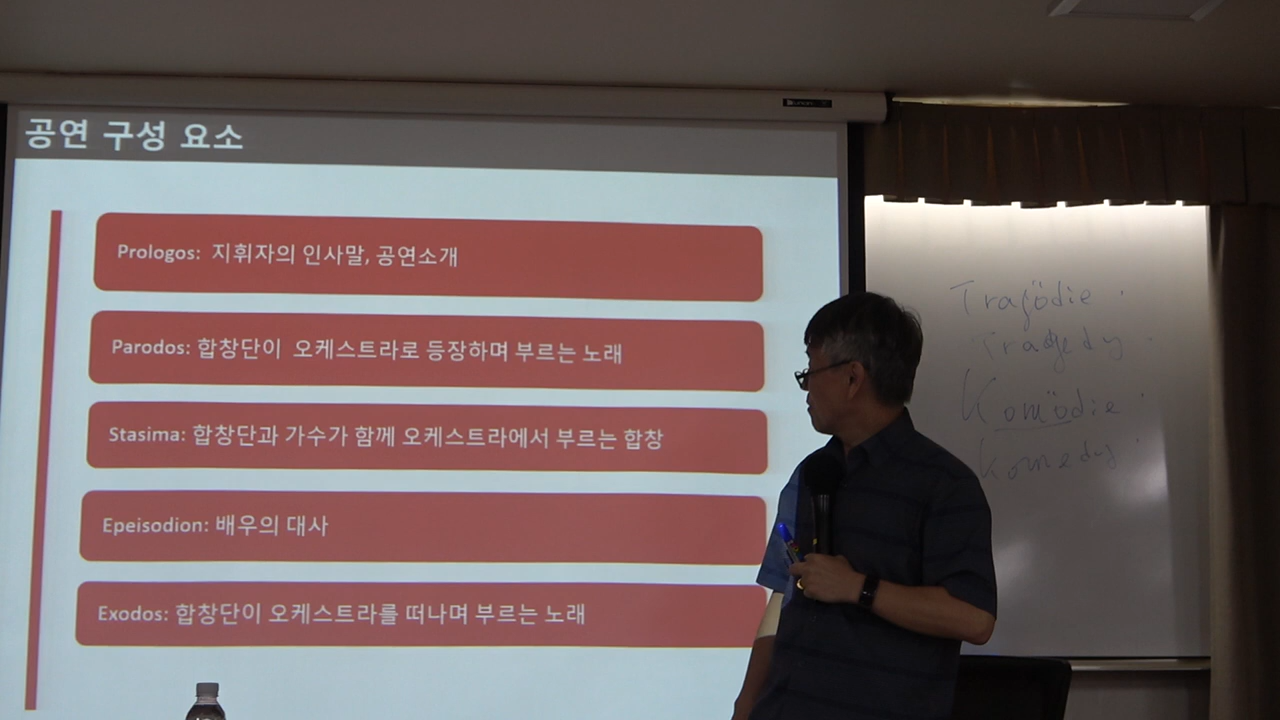 공연 구성 요소
Prologos: 지휘자의 인사말, 공연소개
Parodos: 합창단이 오케스트라로 등장하며 부르는 노래
Stasima: 합창단과 가수가 함께 오케스트라에서 부르는 합창
Epeisodion: 배우의 대사
Exodos: 합창단이 오케스트라를 떠나며 부르는 노래
Tragödie
Tragedy
Komödie
Komedy